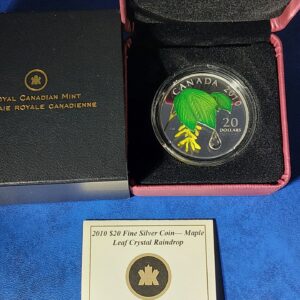 ROYAL CANADIAN MINT
MONNAIE ROYALE CANADIENNE
CANADA 2010
20
DOLLARS
2010 $20 Fine Silver Coin— Maple
Leaf Crystal Raindrop